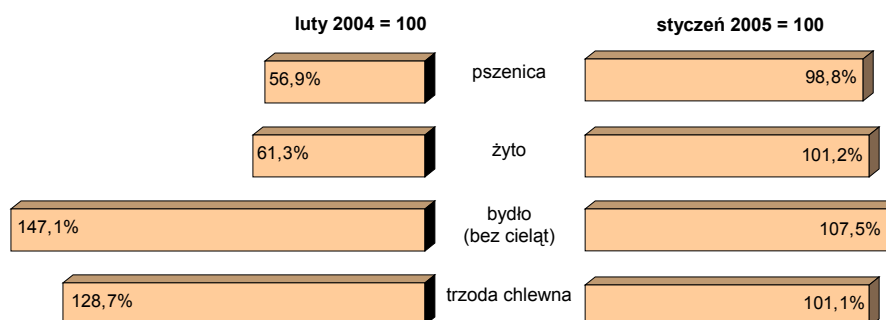 luty 2004 = 100 styczeń 2005 = 100
56,9% pszenica 98,8%
61,3% żyto 101,2%
147,1% bydło (bez cieląt) 107,5%
128,7% trzoda chlewna 101,1%